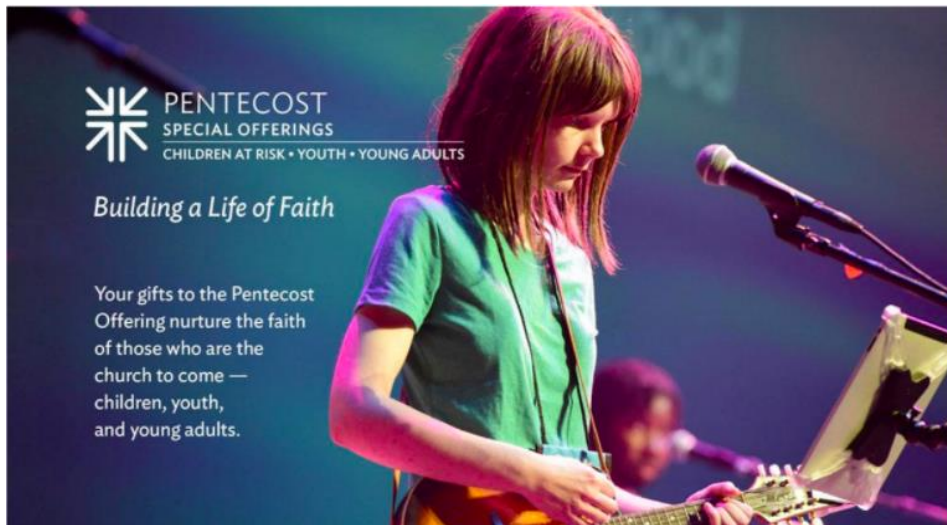 PENTECOST
SPECIAL OFFERINGS
CHILDREN AT RISK • YOUTH • YOUNG ADULTS
Building a Life of Faith
Your gifts to the Pentecost
Offering nurture the faith
of those who are the
church to come —
children, youth,
and young adults.